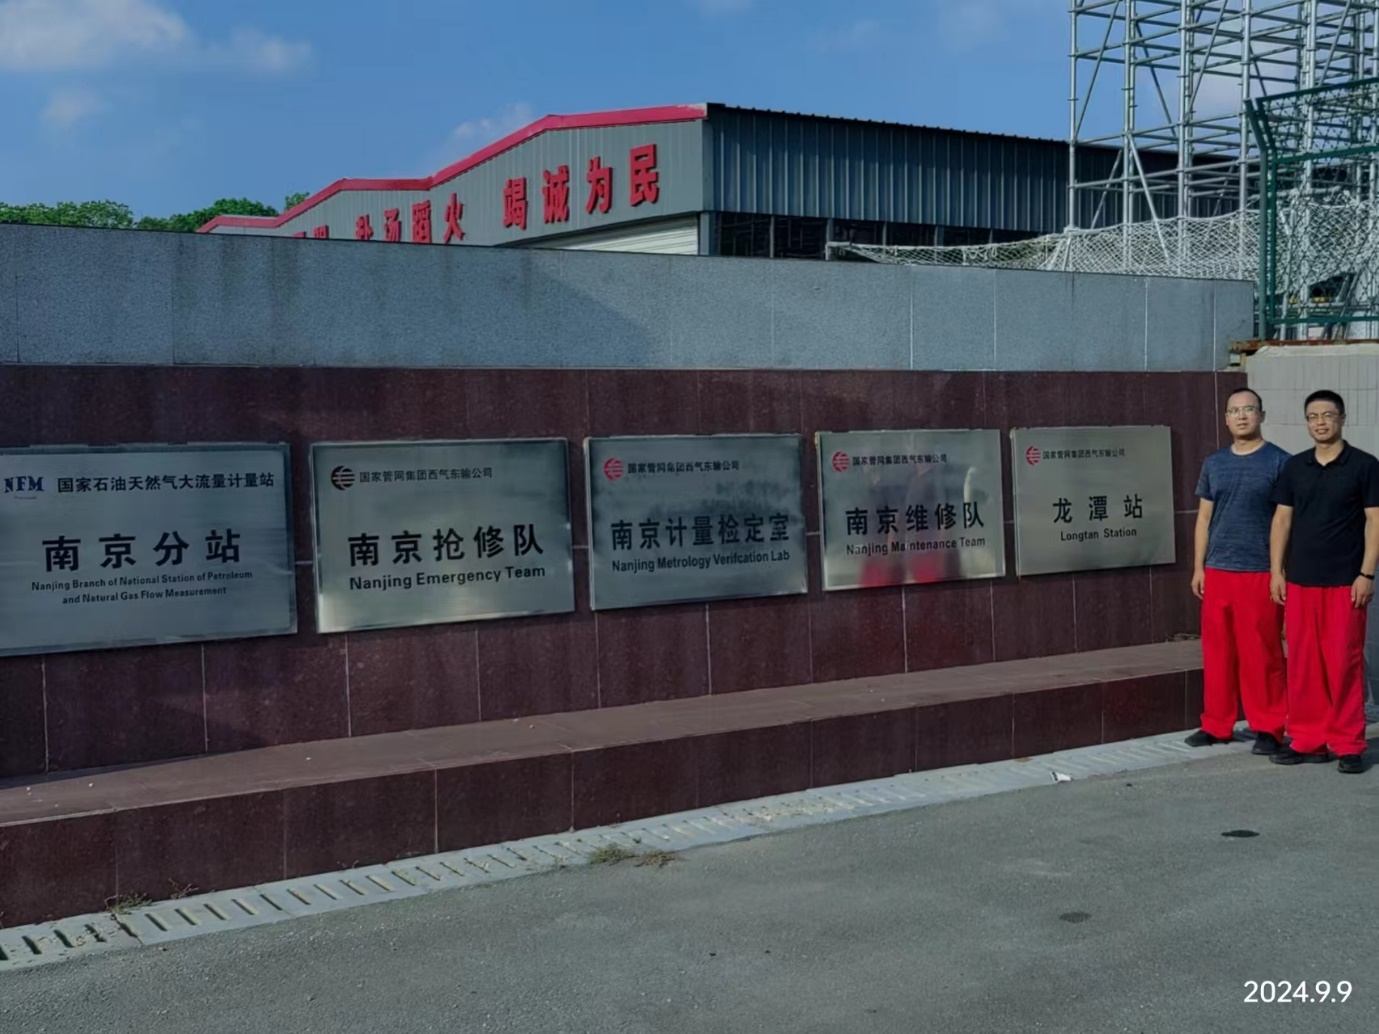 赴汤蹈火 竭诚为民
NFM 国家石油天然气大流量计量站
南京分站
Nanjing Branch of National Station of Petroleum
and Natural Gas Flow Measurement
国家管网集团西气东输公司
南京抢修队
Nanjing Emergency Team
国家管网集团西气东输公司
南京计量检定室
Nanjing Metrology Verifcation Lab
国家管网集团西气东输公司
南京维修队
Nanjing Maintenance Team
国家管网集团西气东输公司
龙潭站
Longtan Station
2024.9.9